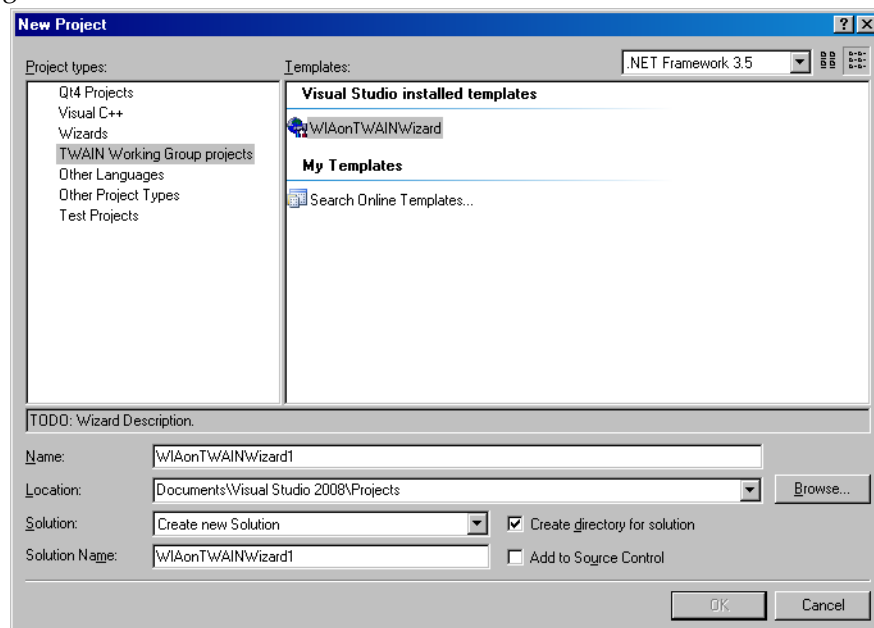 New Project
Project types:
Templates:
.NET Framework 3.5
Qt4 Projects
Visual C++
Wizards
TWAIN Working Group projects
Other Languages
Other Project Types
Test Projects
Visual Studio installed templates
WIAonTWAINWizard
My Templates
Search Online Templates...
TODO: Wizard Description.
Name:
WIAonTWAINWizard1
Location:
Documents\Visual Studio 2008\Projects
Browse...
Solution:
Create new Solution
Create directory for solution
Solution Name:
WIAonTWAINWizard1
Add to Source Control
OK
Cancel